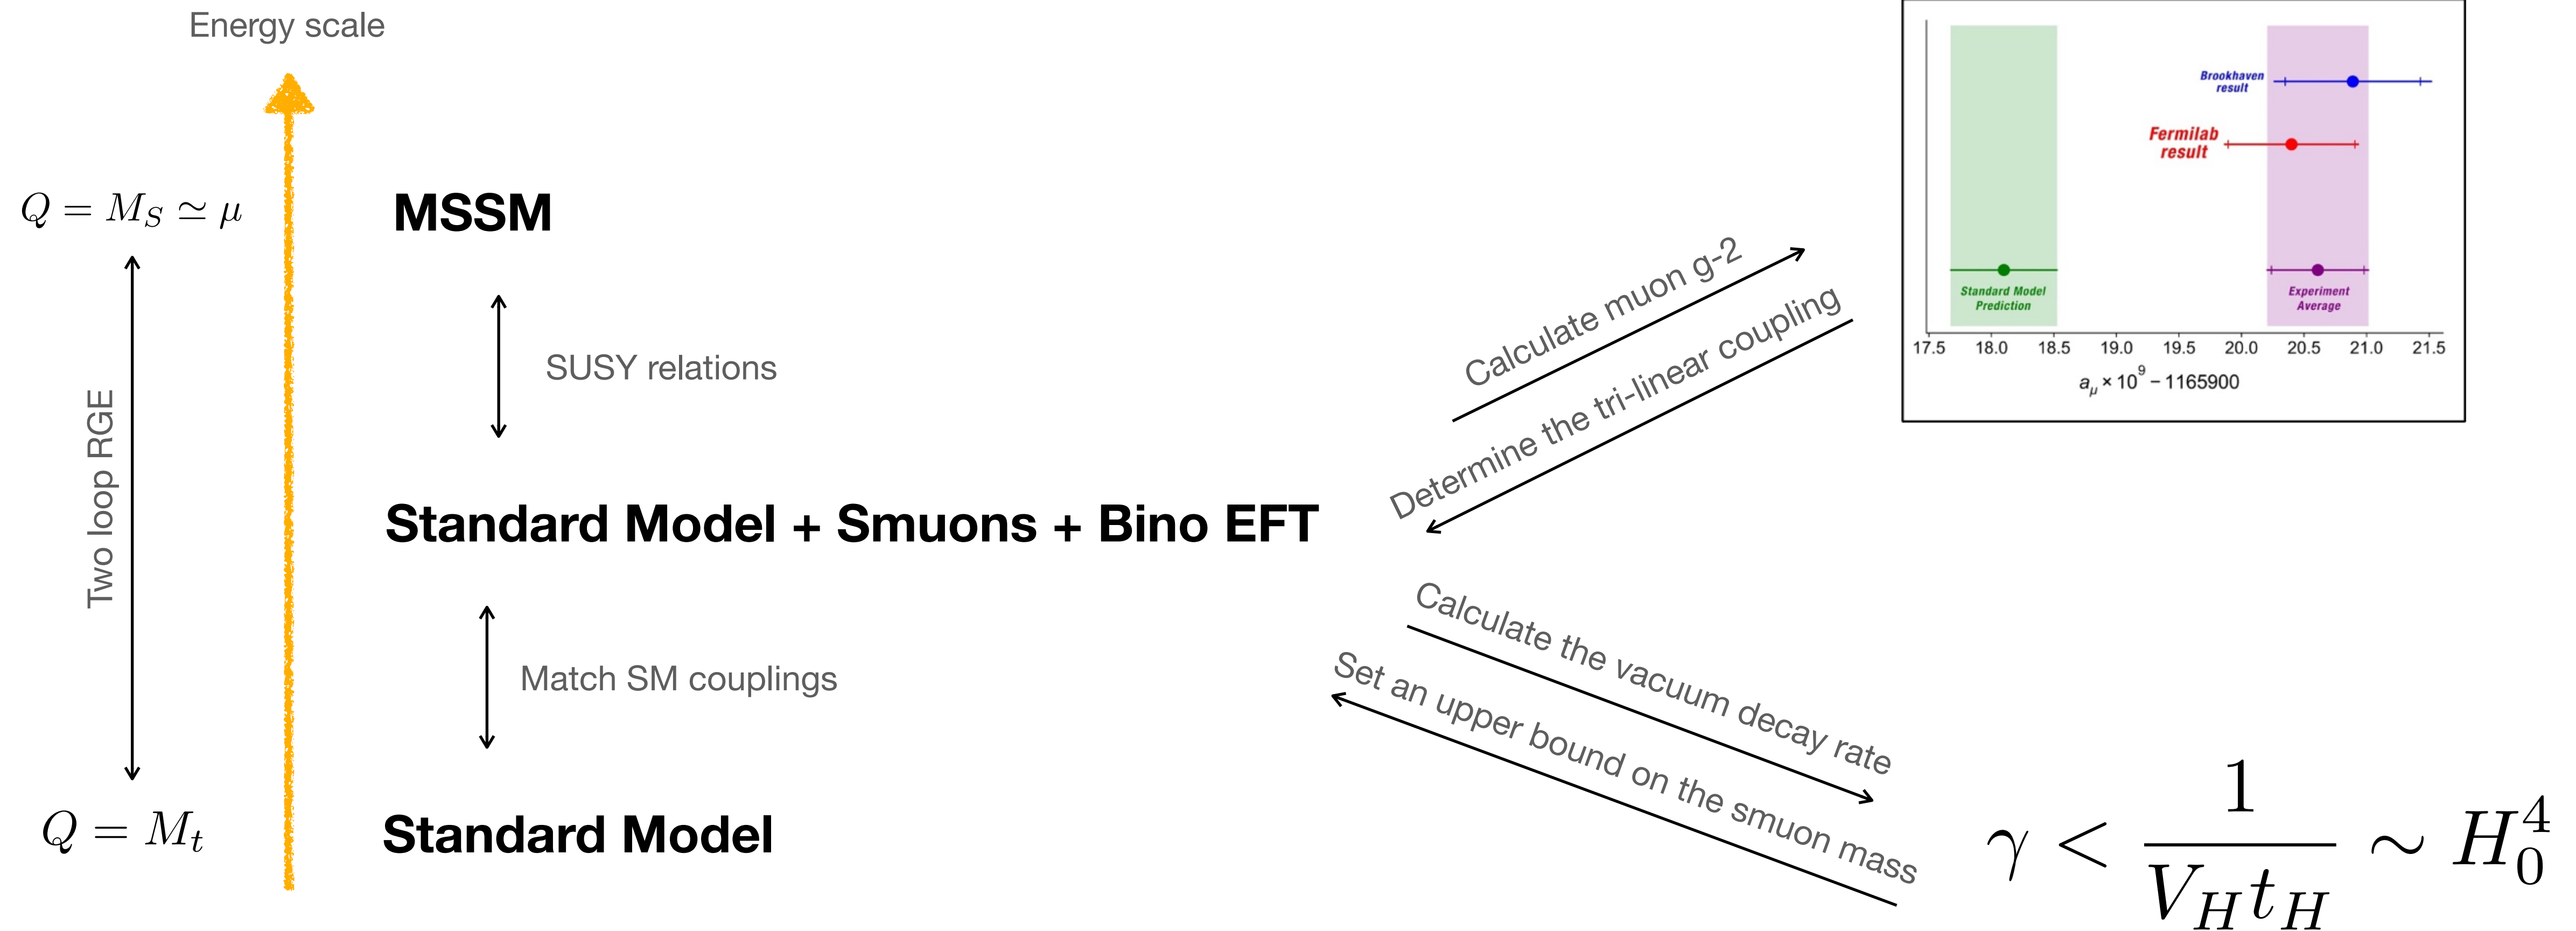 Energy scale
Q = M_S ≃ μ
Two loop RGE
Q = M_t
MSSM
SUSY relations
Standard Model + Smuons + Bino EFT
Match SM couplings
Standard Model
Calculate muon g-2
Determine the tri-linear coupling
Calculate the vacuum decay rate
Set an upper bound on the smuon mass
Brookhaven
result
Fermilab
result
Standard Model
Prediction
Experiment
Average
17.5 18.0 18.5 19.0 19.5 20.0 20.5 21.0 21.5
a_μ × 10^9 − 1165900
γ < 1 / (V_H t_H) ~ H_0^4